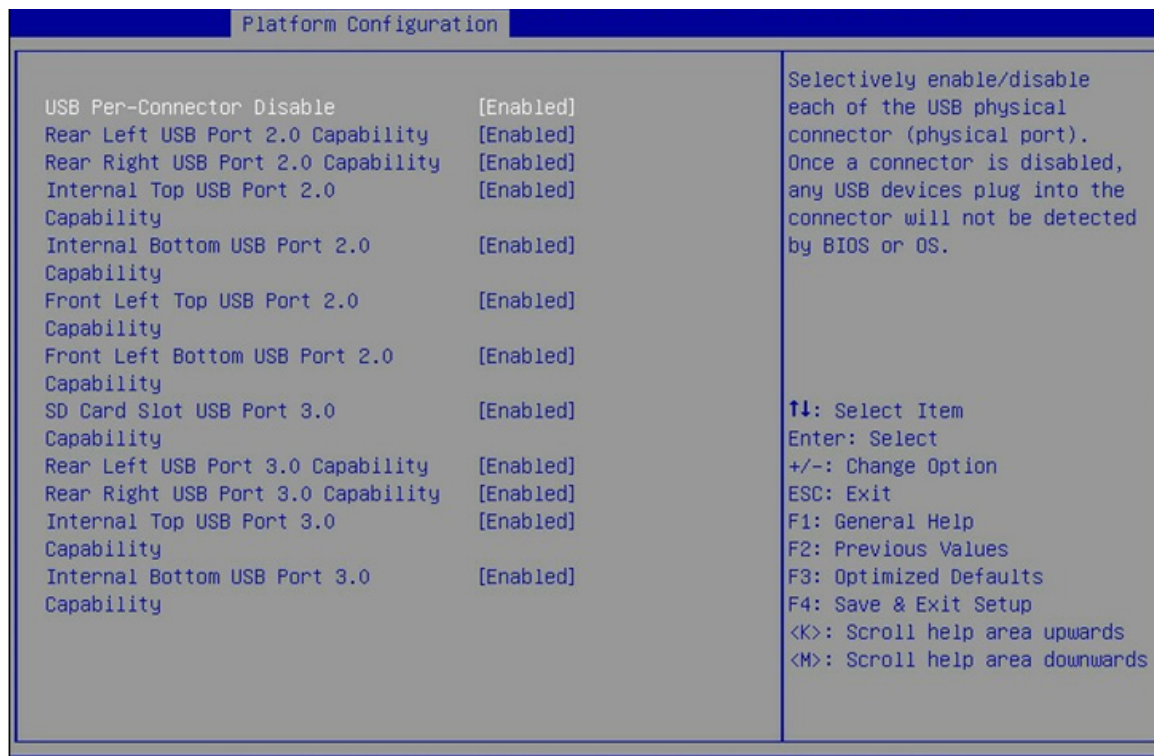 Platform Configuration
USB Per-Connector Disable [Enabled]
Rear Left USB Port 2.0 Capability [Enabled]
Rear Right USB Port 2.0 Capability [Enabled]
Internal Top USB Port 2.0 [Enabled]
Capability
Internal Bottom USB Port 2.0 [Enabled]
Capability
Front Left Top USB Port 2.0 [Enabled]
Capability
Front Left Bottom USB Port 2.0 [Enabled]
Capability
SD Card Slot USB Port 3.0 [Enabled]
Capability
Rear Left USB Port 3.0 Capability [Enabled]
Rear Right USB Port 3.0 Capability [Enabled]
Internal Top USB Port 3.0 [Enabled]
Capability
Internal Bottom USB Port 3.0 [Enabled]
Capability
Selectively enable/disable
each of the USB physical
connector (physical port).
Once a connector is disabled,
any USB devices plug into the
connector will not be detected
by BIOS or OS.
↑↓: Select Item
Enter: Select
+/-: Change Option
ESC: Exit
F1: General Help
F2: Previous Values
F3: Optimized Defaults
F4: Save & Exit Setup
<K>: Scroll help area upwards
<M>: Scroll help area downwards